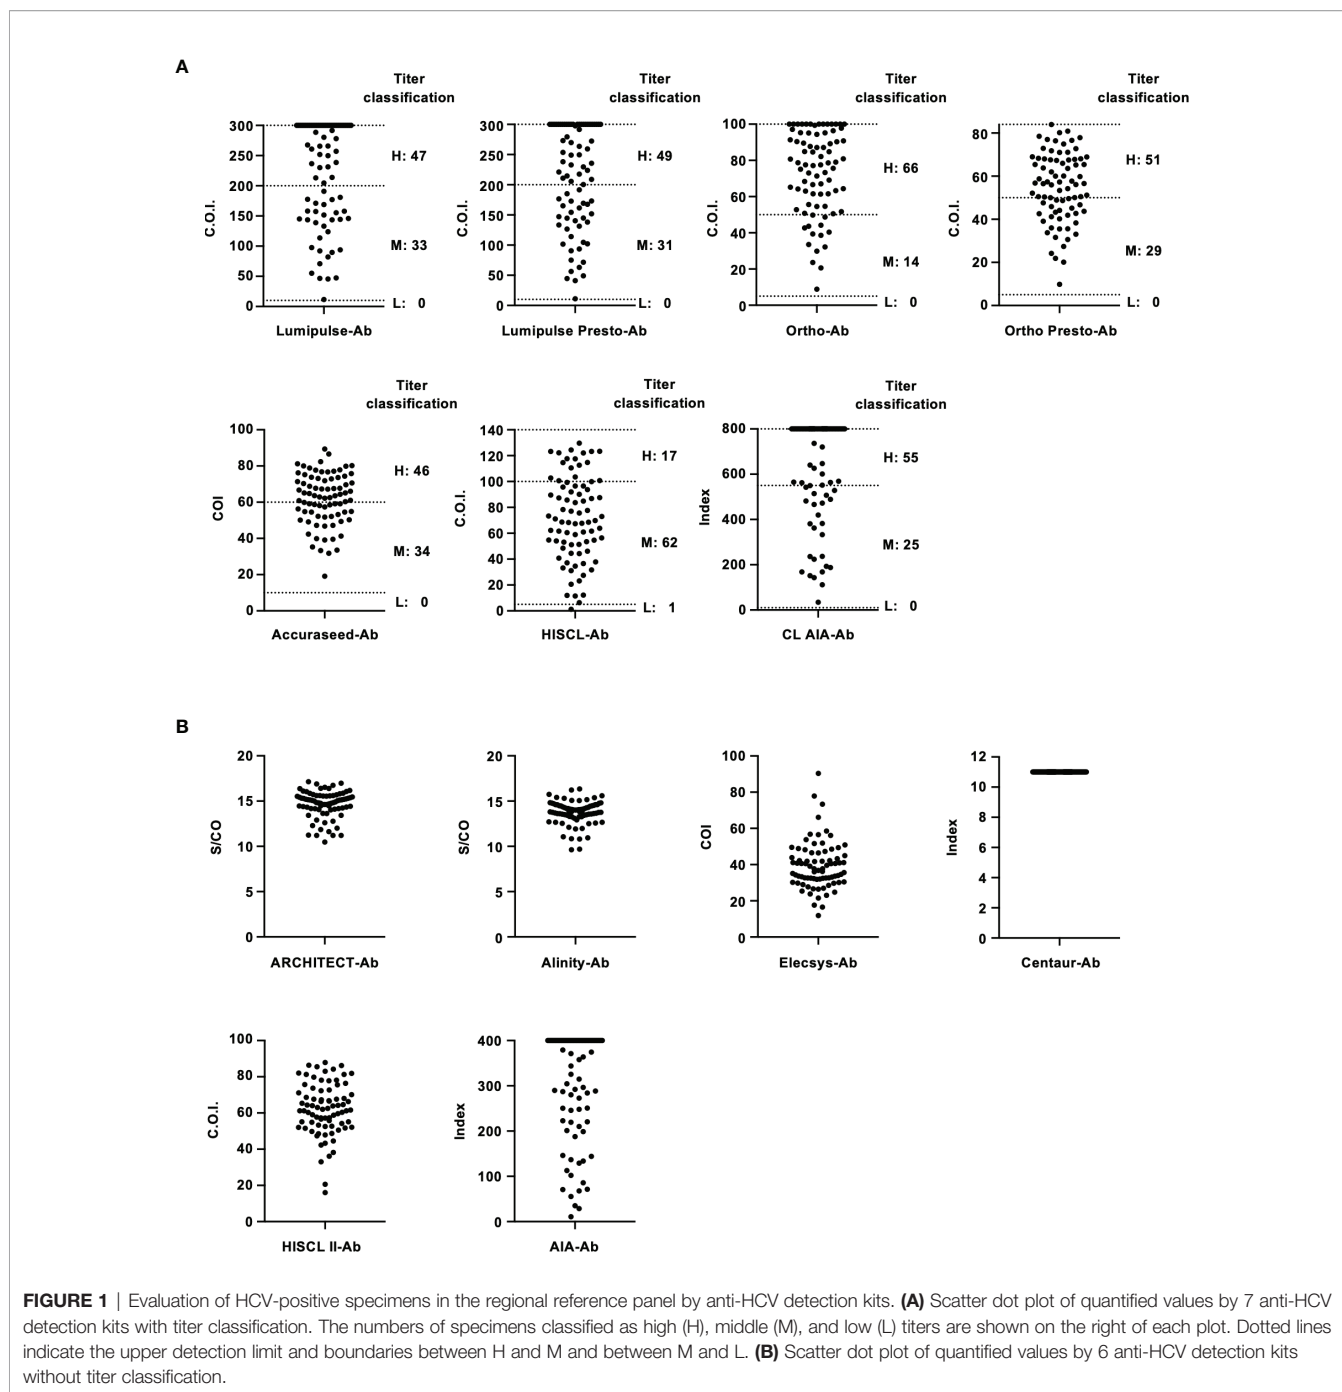 A
Titer
classification
300
250
200
150
100
50
0
C.O.I.
H: 47
M: 33
L: 0
Lumipulse-Ab
Titer
classification
300
250
200
150
100
50
0
C.O.I.
H: 49
M: 31
L: 0
Lumipulse Presto-Ab
Titer
classification
100
80
60
40
20
0
C.O.I.
H: 66
M: 14
L: 0
Ortho-Ab
Titer
classification
80
60
40
20
0
C.O.I.
H: 51
M: 29
L: 0
Ortho Presto-Ab
Titer
classification
100
80
60
40
20
0
COI
H: 46
M: 34
L: 0
Accuraseed-Ab
Titer
classification
140
120
100
80
60
40
20
0
C.O.I.
H: 17
M: 62
L: 1
HISCL-Ab
Titer
classification
800
600
400
200
0
Index
H: 55
M: 25
L: 0
CL AIA-Ab
B
20
15
10
5
0
S/CO
ARCHITECT-Ab
20
15
10
5
0
S/CO
Alinity-Ab
100
80
60
40
20
0
COI
Elecsys-Ab
12
10
8
6
4
2
0
Index
Centaur-Ab
100
80
60
40
20
0
C.O.I.
HISCL II-Ab
400
300
200
100
0
Index
AIA-Ab
FIGURE 1 | Evaluation of HCV-positive specimens in the regional reference panel by anti-HCV detection kits. (A) Scatter dot plot of quantified values by 7 anti-HCV
detection kits with titer classification. The numbers of specimens classified as high (H), middle (M), and low (L) titers are shown on the right of each plot. Dotted lines
indicate the upper detection limit and boundaries between H and M and between M and L. (B) Scatter dot plot of quantified values by 6 anti-HCV detection kits
without titer classification.